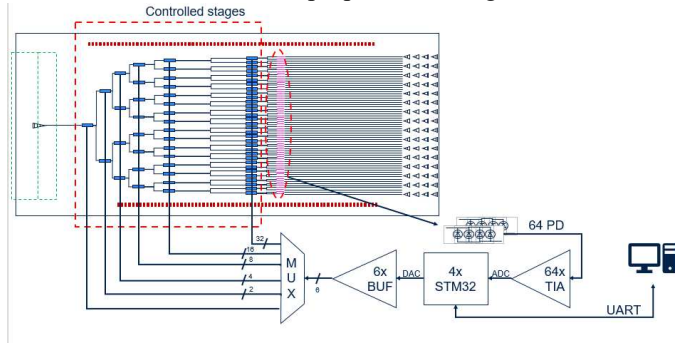 Controlled stages
64 PD
32
16
8
4
2
M
U
X
6
6x
BUF
DAC
4x
STM32
ADC
64x
TIA
UART